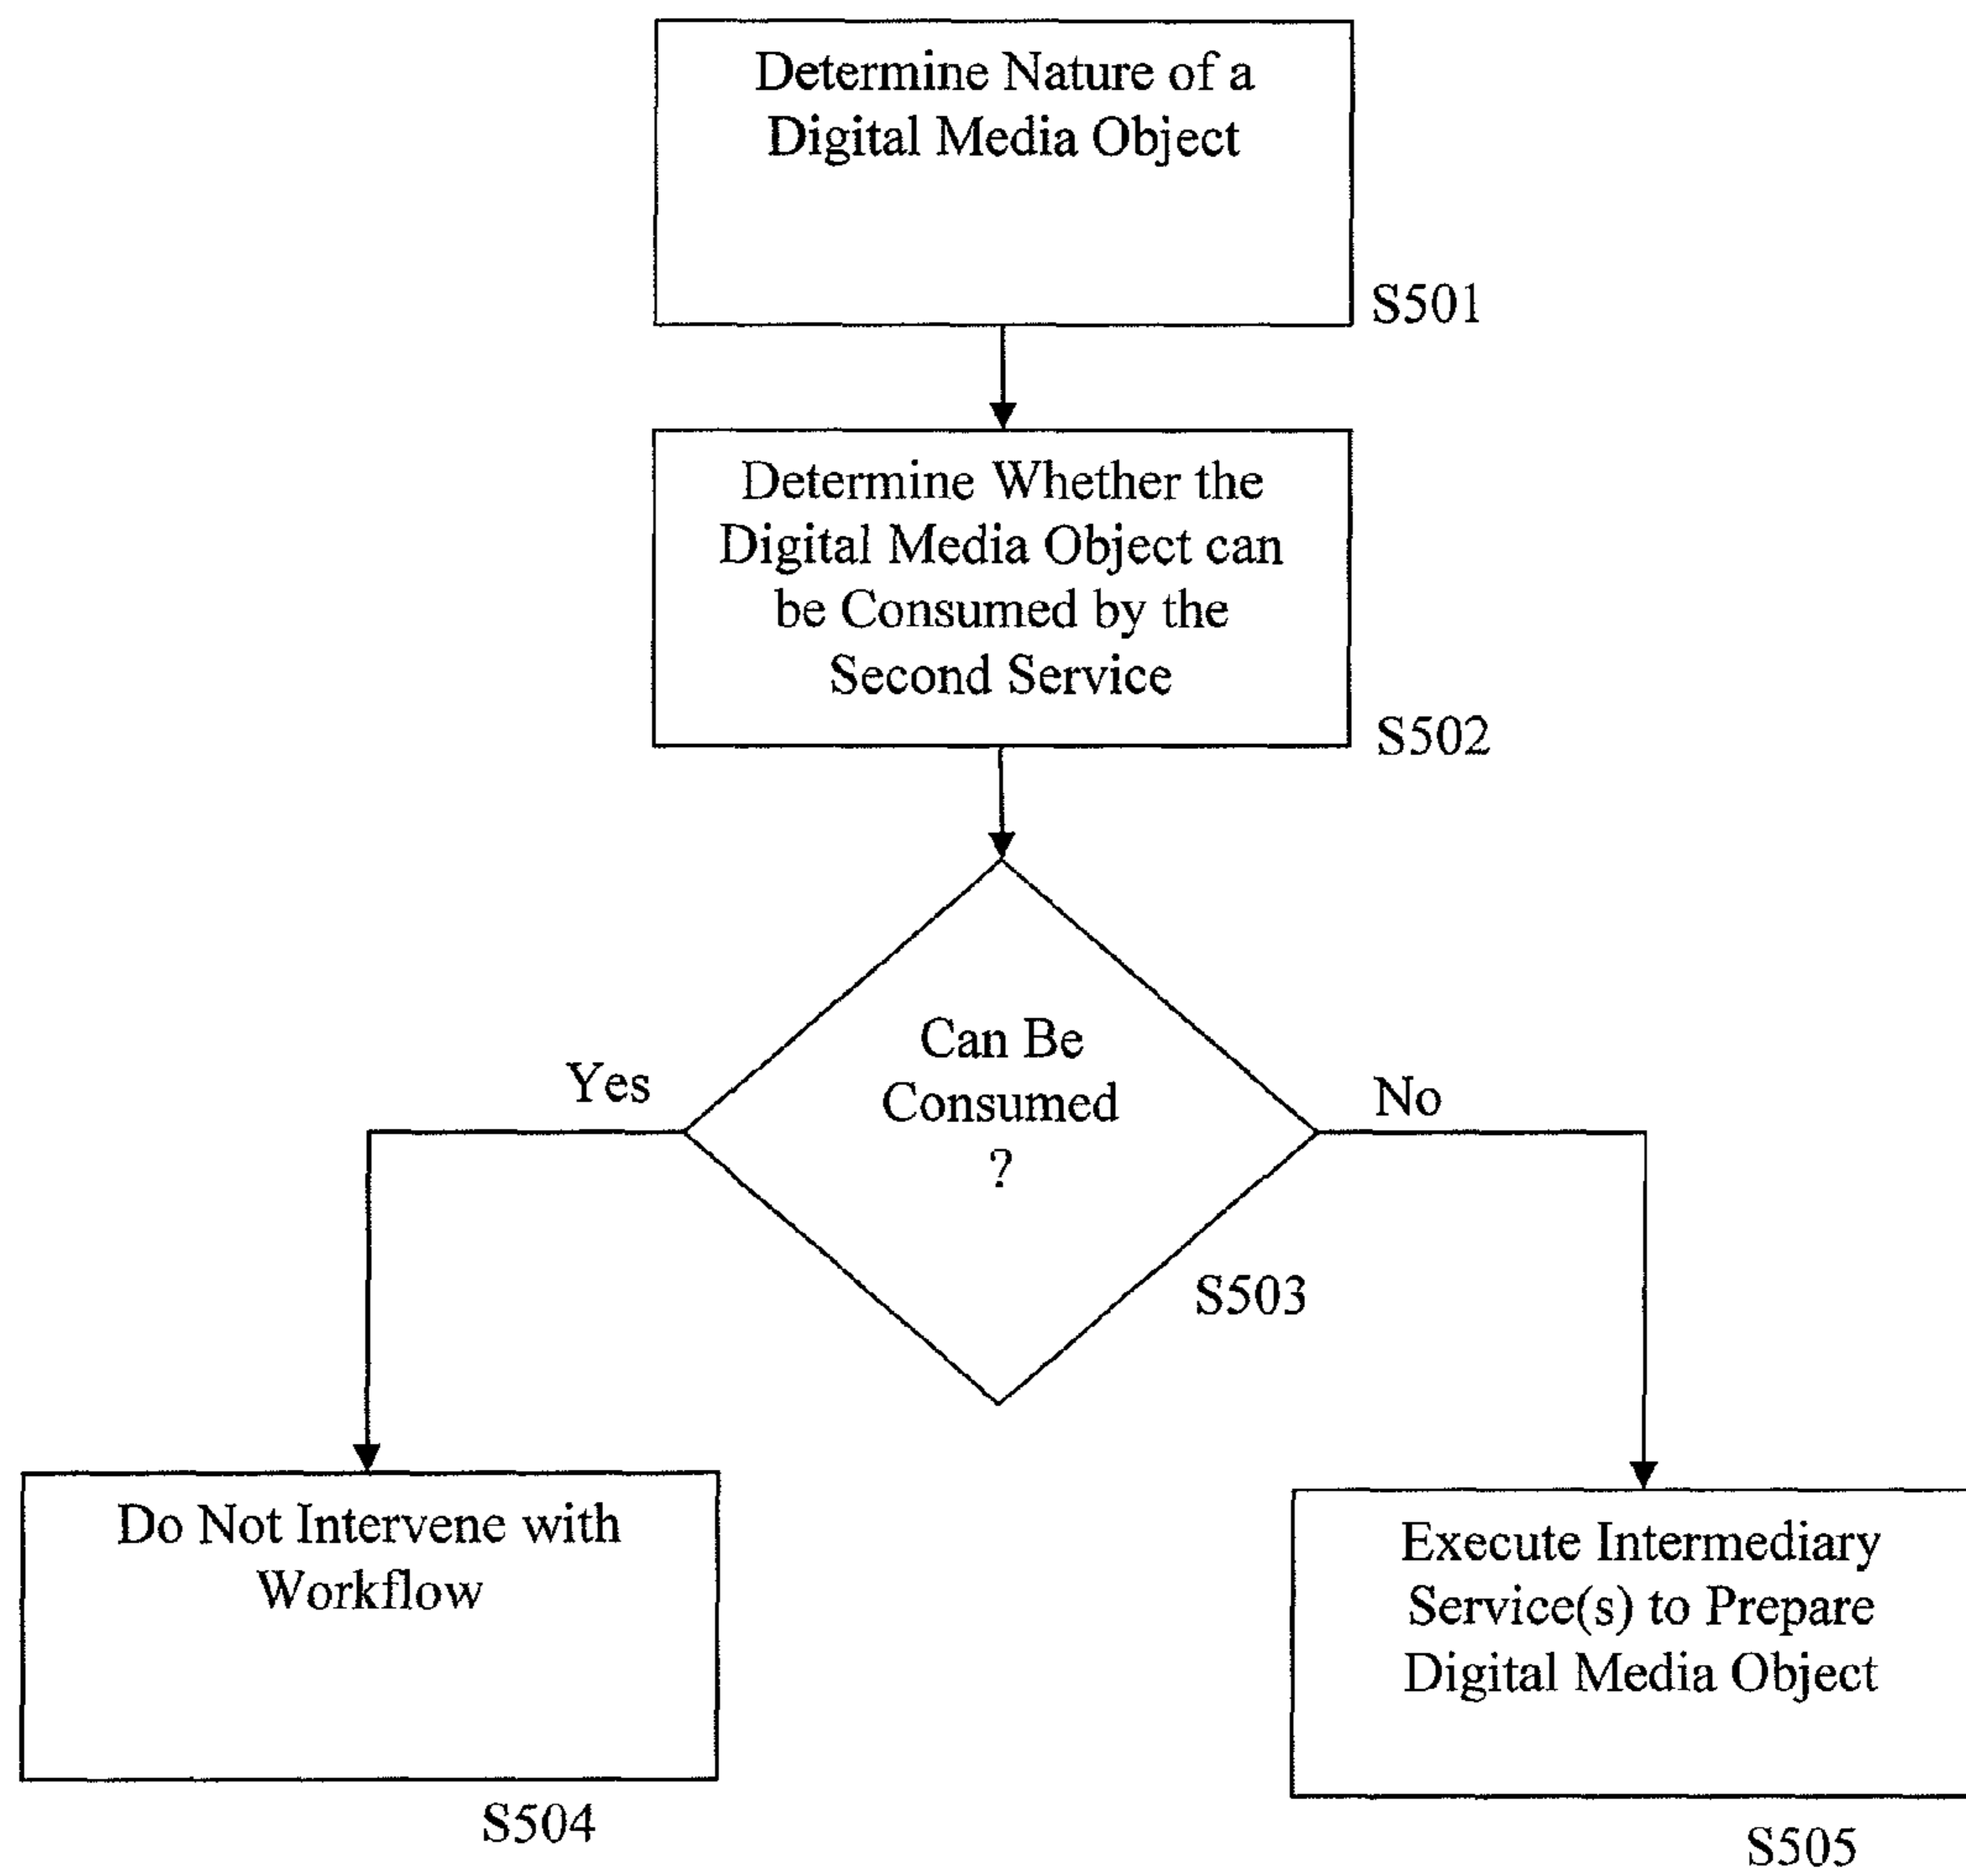 Determine Nature of a
Digital Media Object
S501
Determine Whether the
Digital Media Object can
be Consumed by the
Second Service
S502
Can Be
Consumed
?
Yes
No
S503
Do Not Intervene with
Workflow
S504
Execute Intermediary
Service(s) to Prepare
Digital Media Object
S505